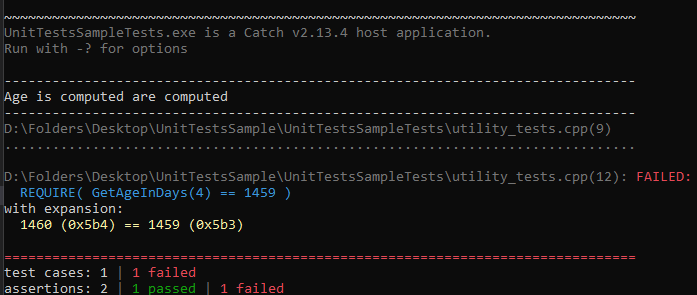 ~~~~~~~~~~~~~~~~~~~~~~~~~~~~~~~~~~~~~~~~~~~~~~~~~~~~~~~~~~~~~~~~~~~~~~~~~~~~~~~
UnitTestsSampleTests.exe is a Catch v2.13.4 host application.
Run with -? for options
-------------------------------------------------------------------------------
Age is computed are computed
-------------------------------------------------------------------------------
D:\Folders\Desktop\UnitTestsSample\UnitTestsSampleTests\utility_tests.cpp(9)
...............................................................................
D:\Folders\Desktop\UnitTestsSample\UnitTestsSampleTests\utility_tests.cpp(12): FAILED:
  REQUIRE( GetAgeInDays(4) == 1459 )
with expansion:
  1460 (0x5b4) == 1459 (0x5b3)
===============================================================================
test cases: 1 | 1 failed
assertions: 2 | 1 passed | 1 failed